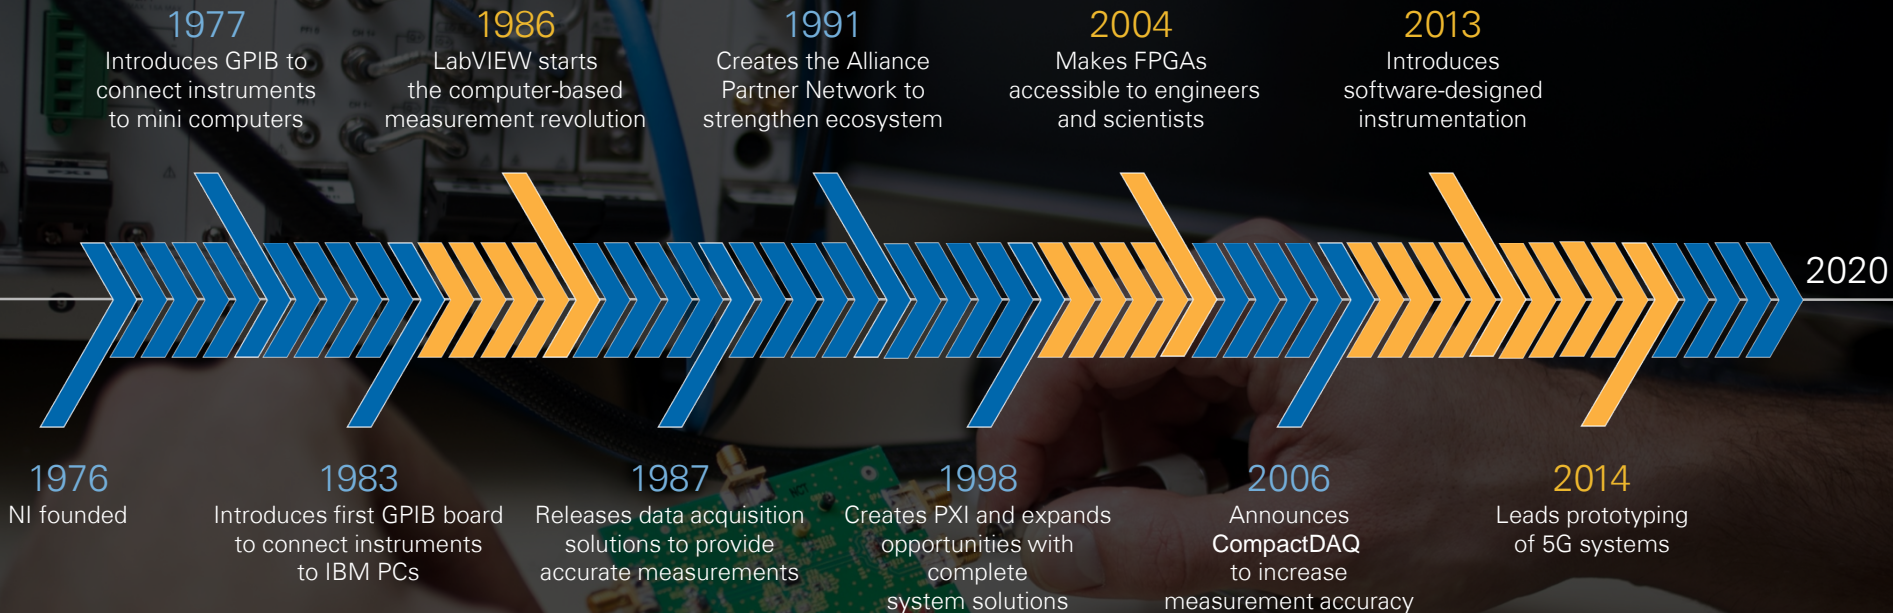 1977
Introduces GPIB to
connect instruments
to mini computers
1986
LabVIEW starts
the computer-based
measurement revolution
1991
Creates the Alliance
Partner Network to
strengthen ecosystem
2004
Makes FPGAs
accessible to engineers
and scientists
2013
Introduces
software-designed
instrumentation
2020
1976
NI founded
1983
Introduces first GPIB board
to connect instruments
to IBM PCs
1987
Releases data acquisition
solutions to provide
accurate measurements
1998
Creates PXI and expands
opportunities with
complete
system solutions
2006
Announces
CompactDAQ
to increase
measurement accuracy
2014
Leads prototyping
of 5G systems